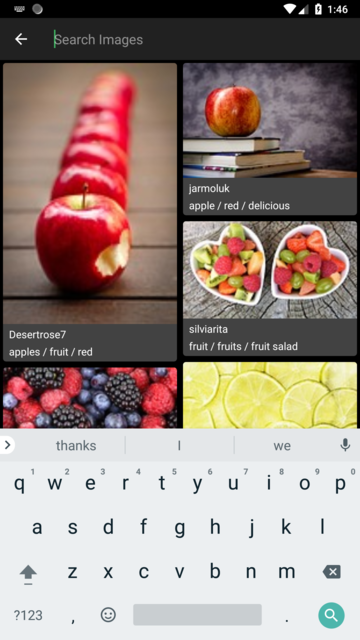 1:46
Search Images
Desertrose7
apples / fruit / red
jarmoluk
apple / red / delicious
silviarita
fruit / fruits / fruit salad
thanks I we
1 2 3 4 5 6 7 8 9 0
q w e r t y u i o p
a s d f g h j k l
z x c v b n m
?123 , .